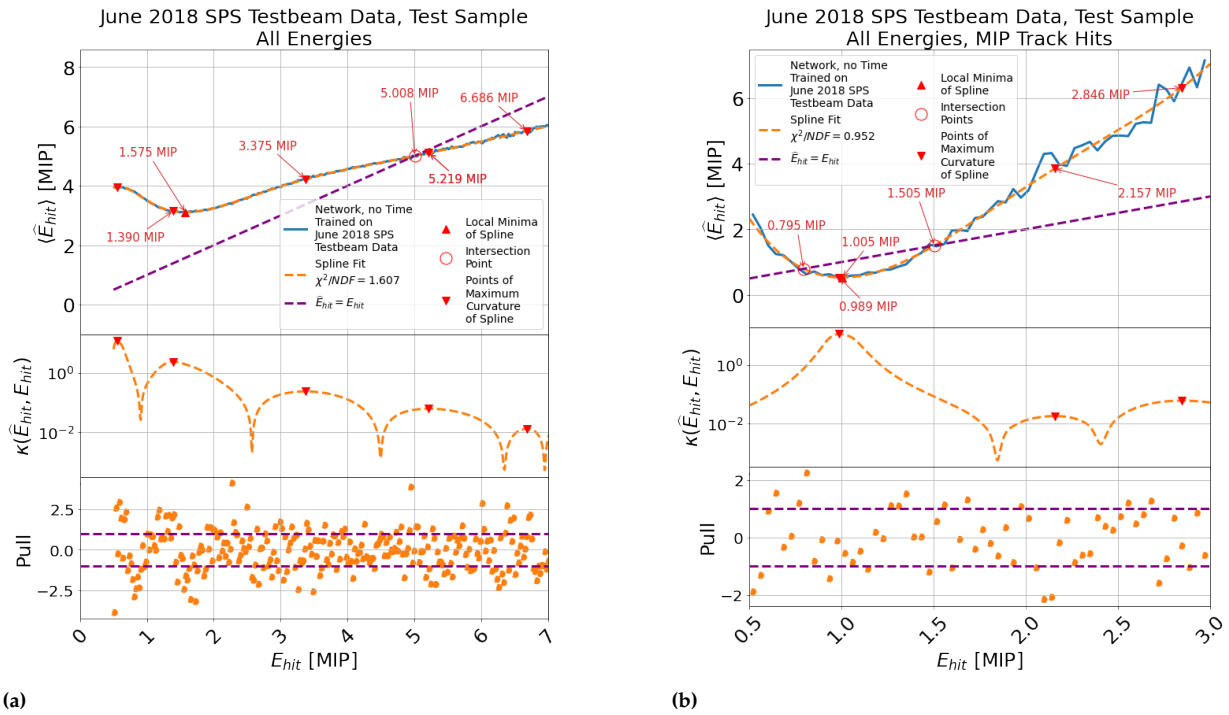 June 2018 SPS Testbeam Data, Test Sample
All Energies
⟨Ê_hit⟩ [MIP]
8
6
4
2
0
5.008 MIP
6.686 MIP
1.575 MIP
3.375 MIP
5.219 MIP
1.390 MIP
Network, no Time
Trained on
June 2018 SPS
Testbeam Data
Spline Fit
χ²/NDF = 1.607
Ê_hit = E_hit
Local Minima
of Spline
Intersection
Point
Points of
Maximum
Curvature
of Spline
κ(Ê_hit, E_hit)
10⁰
10⁻²
Pull
2.5
0.0
−2.5
0 1 2 3 4 5 6 7
E_hit [MIP]
(a)
June 2018 SPS Testbeam Data, Test Sample
All Energies, MIP Track Hits
⟨Ê_hit⟩ [MIP]
6
4
2
0
Network, no Time
Trained on
June 2018 SPS
Testbeam Data
Spline Fit
χ²/NDF = 0.952
Ê_hit = E_hit
Local Minima
of Spline
Intersection
Points
Points of
Maximum
Curvature
of Spline
2.846 MIP
1.505 MIP
2.157 MIP
0.795 MIP
1.005 MIP
0.989 MIP
κ(Ê_hit, E_hit)
10⁰
10⁻²
Pull
2
0
−2
0.5 1.0 1.5 2.0 2.5 3.0
E_hit [MIP]
(b)